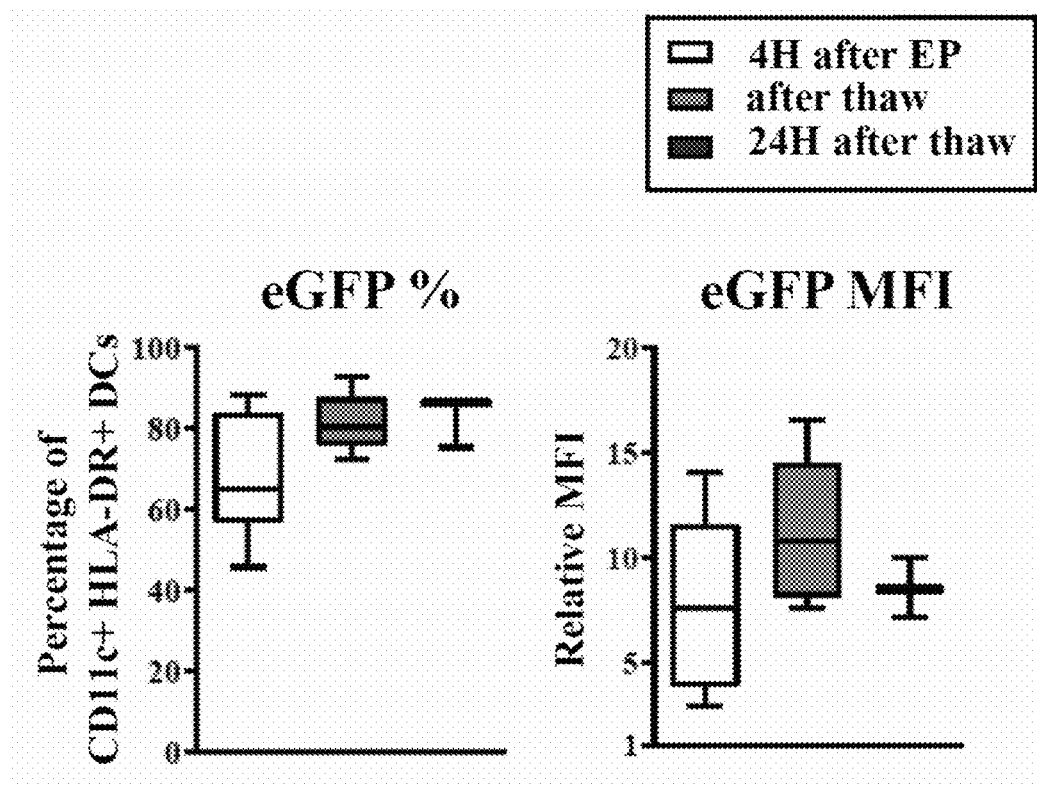 4H after EP
after thaw
24H after thaw
eGFP %
Percentage of
CD11c+ HLA-DR+ DCs
100
80
60
40
20
0
eGFP MFI
Relative MFI
20
15
10
5
1